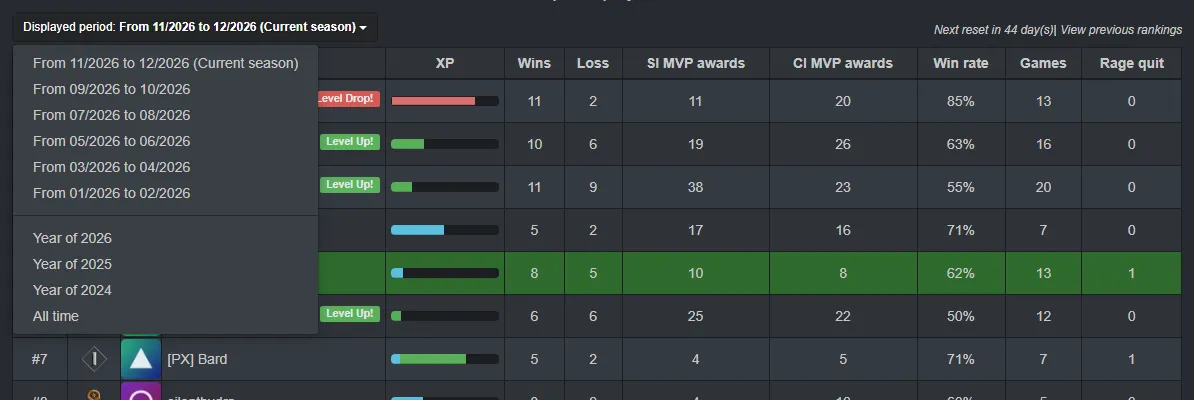 Displayed period: From 11/2026 to 12/2026 (Current season)
Next reset in 44 day(s)| View previous rankings
From 11/2026 to 12/2026 (Current season)
From 09/2026 to 10/2026
From 07/2026 to 08/2026
From 05/2026 to 06/2026
From 03/2026 to 04/2026
From 01/2026 to 02/2026
Year of 2026
Year of 2025
Year of 2024
All time
XP Wins Loss SI MVP awards CI MVP awards Win rate Games Rage quit
Level Drop! 11 2 11 20 85% 13 0
Level Up! 10 6 19 26 63% 16 0
Level Up! 11 9 38 23 55% 20 0
5 2 17 16 71% 7 0
8 5 10 8 62% 13 1
Level Up! 6 6 25 22 50% 12 0
#7 [PX] Bard 5 2 4 5 71% 7 1